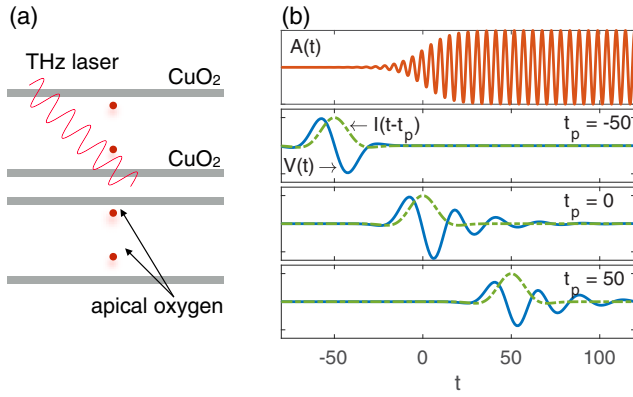 (a)
THz laser
CuO₂
CuO₂
apical oxygen
(b)
A(t)
I(t-tₚ)
V(t)
tₚ = -50
tₚ = 0
tₚ = 50
-50 0 50 100
t